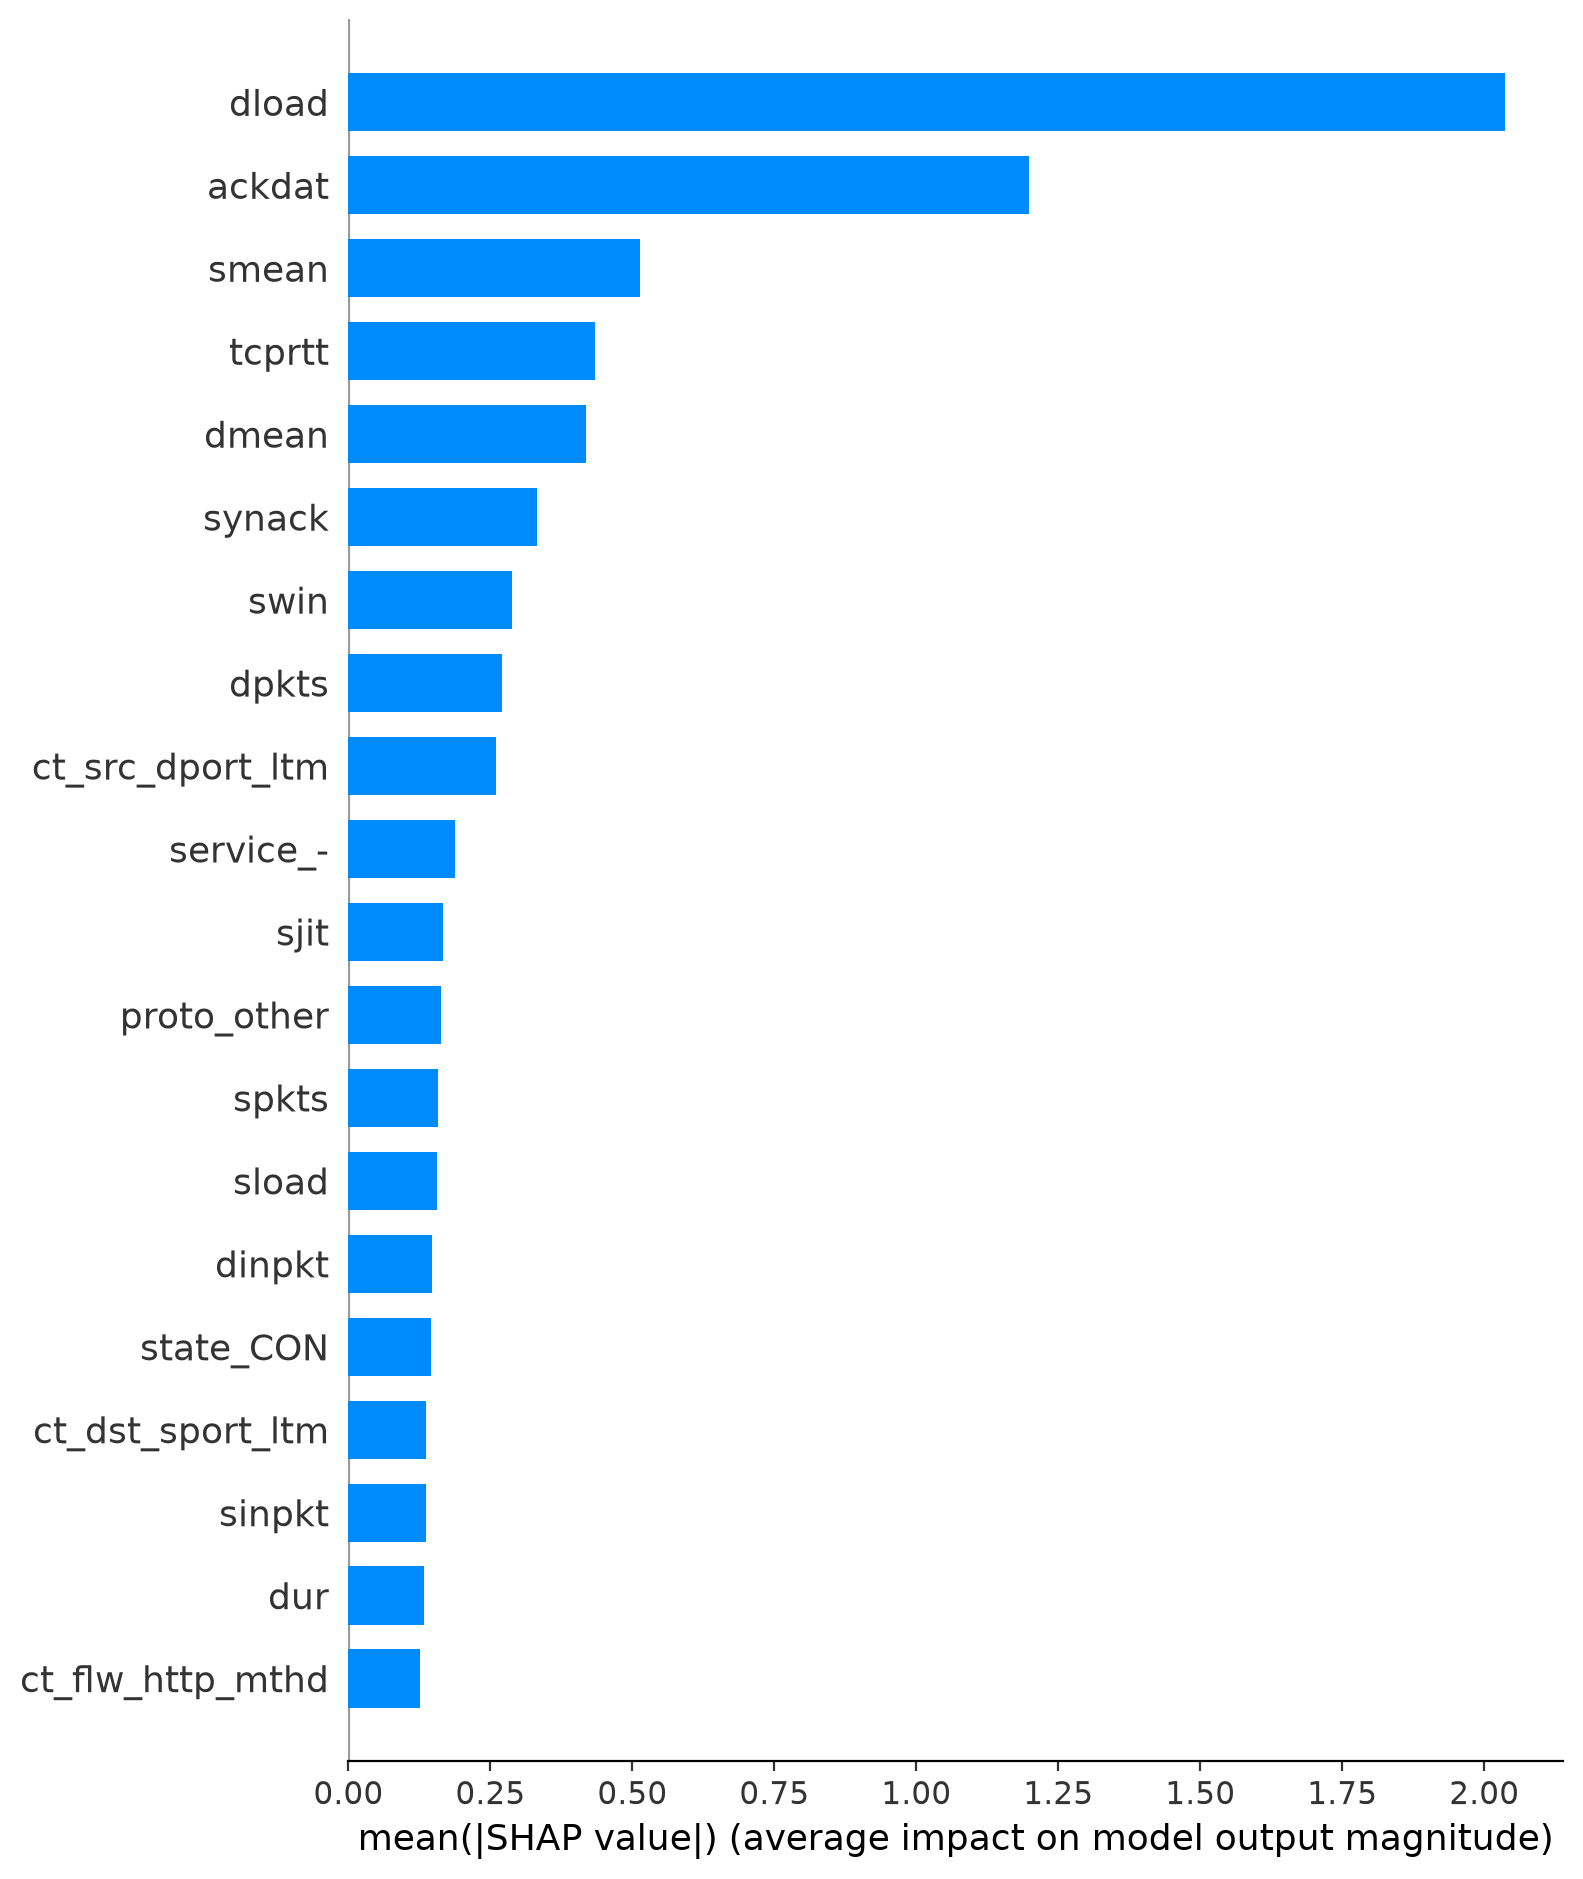 dload
ackdat
smean
tcprtt
dmean
synack
swin
dpkts
ct_src_dport_ltm
service_-
sjit
proto_other
spkts
sload
dinpkt
state_CON
ct_dst_sport_ltm
sinpkt
dur
ct_flw_http_mthd
0.00 0.25 0.50 0.75 1.00 1.25 1.50 1.75 2.00
mean(|SHAP value|) (average impact on model output magnitude)